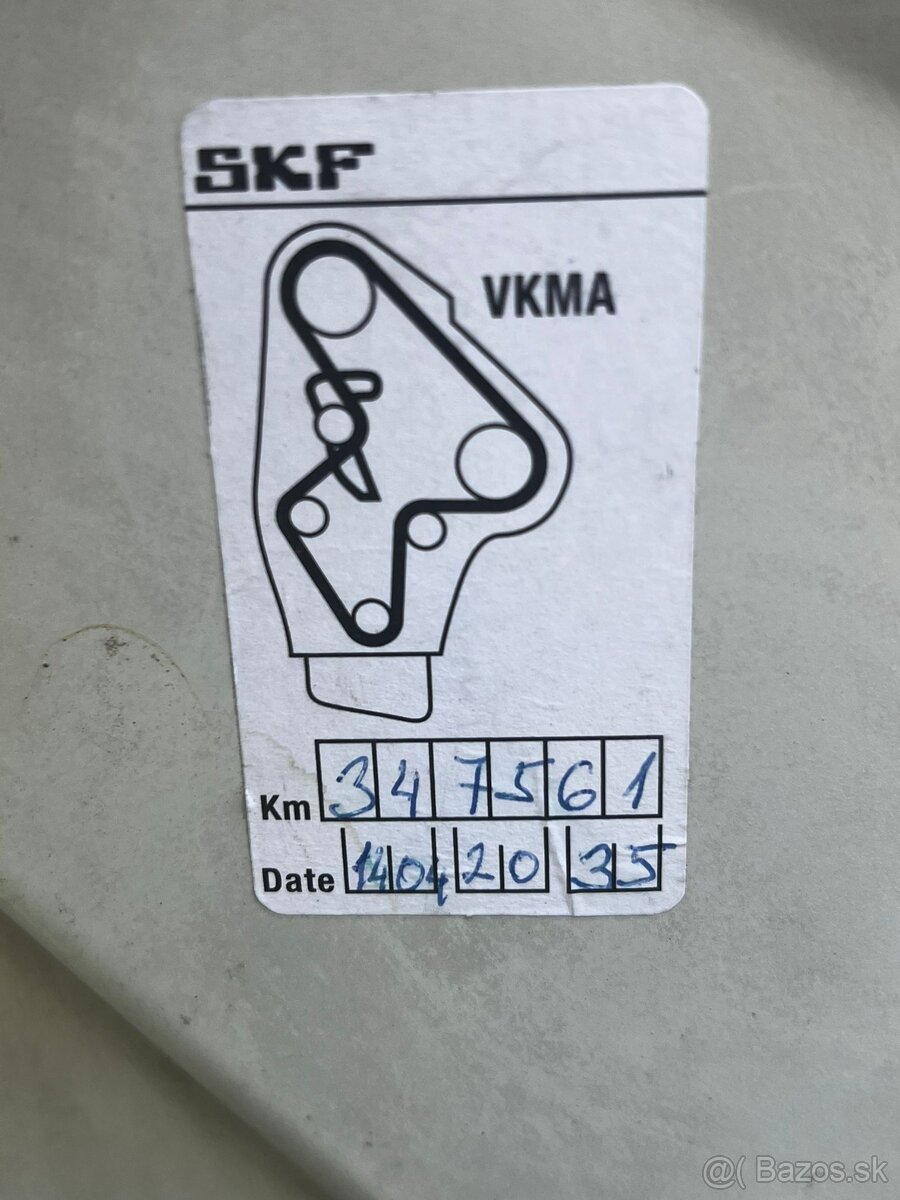 SKF
VKMA
Km 347561
Date 14 04 20 35
@( Bazos.sk